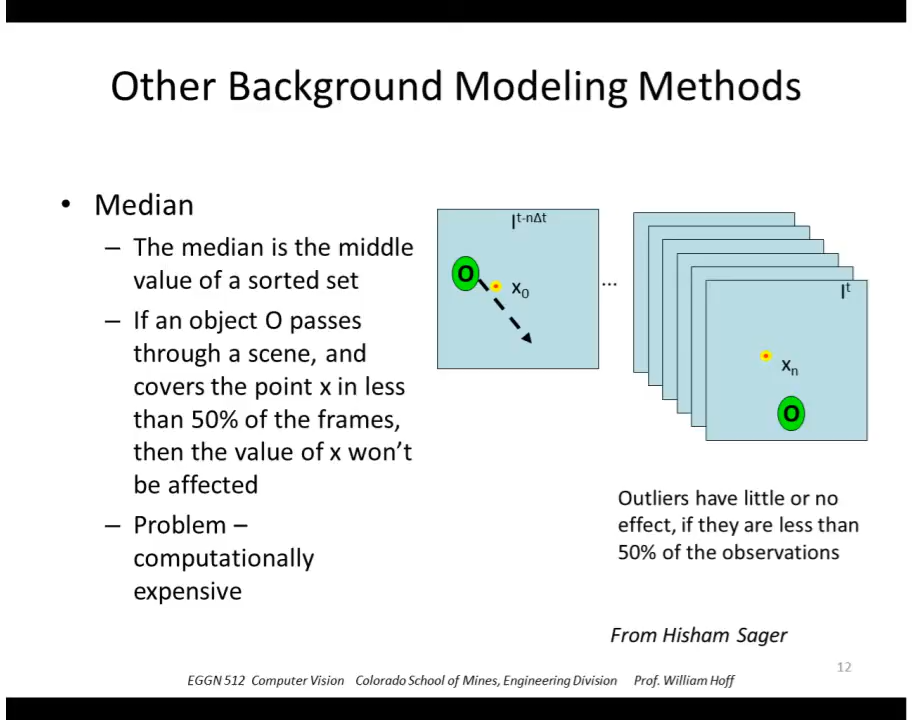 Other Background Modeling Methods
• Median
– The median is the middle
value of a sorted set
– If an object O passes
through a scene, and
covers the point x in less
than 50% of the frames,
then the value of x won't
be affected
– Problem –
computationally
expensive
I^t-nΔt
O
x₀
...
I^t
xₙ
O
Outliers have little or no
effect, if they are less than
50% of the observations
From Hisham Sager
12
EGGN 512 Computer Vision Colorado School of Mines, Engineering Division Prof. William Hoff